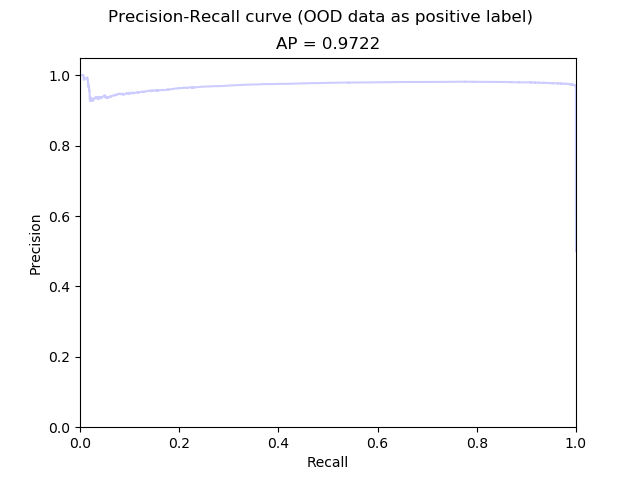 Precision-Recall curve (OOD data as positive label)
AP = 0.9722
1.0
0.8
0.6
0.4
0.2
0.0
Precision
0.0 0.2 0.4 0.6 0.8 1.0
Recall